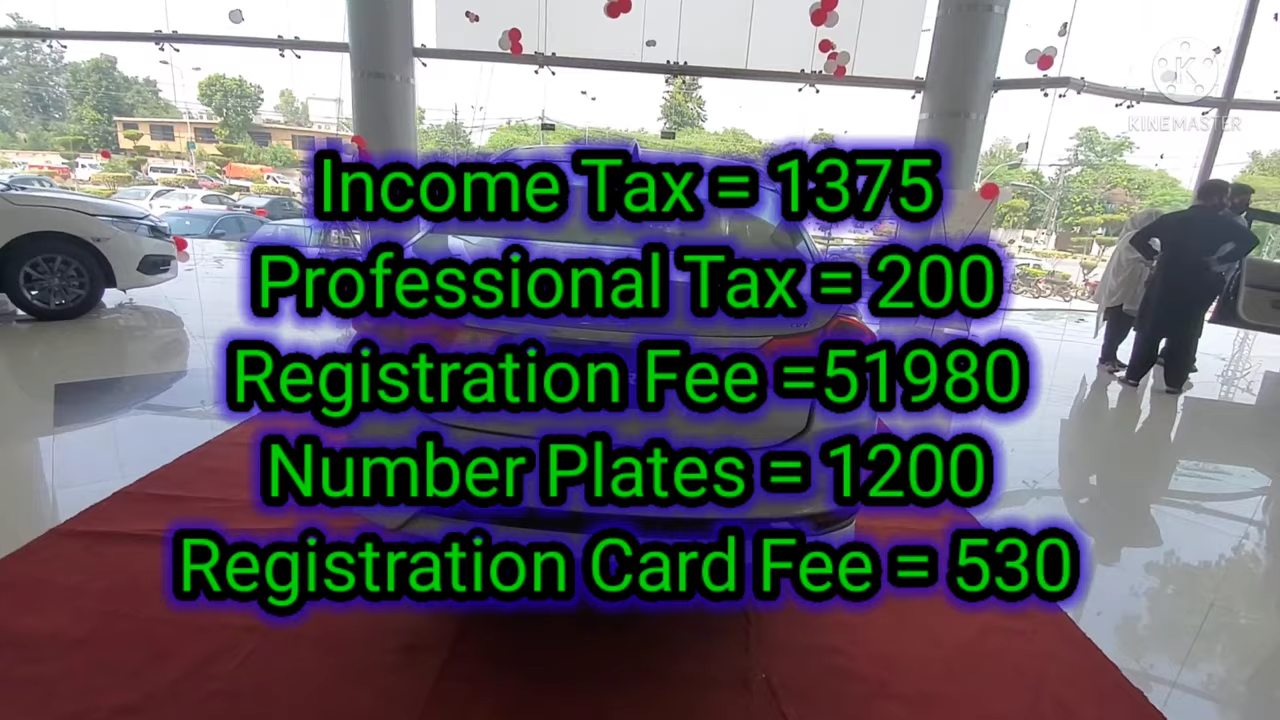 KINEMASTER
Income Tax = 1375
Professional Tax = 200
Registration Fee =51980
Number Plates = 1200
Registration Card Fee = 530